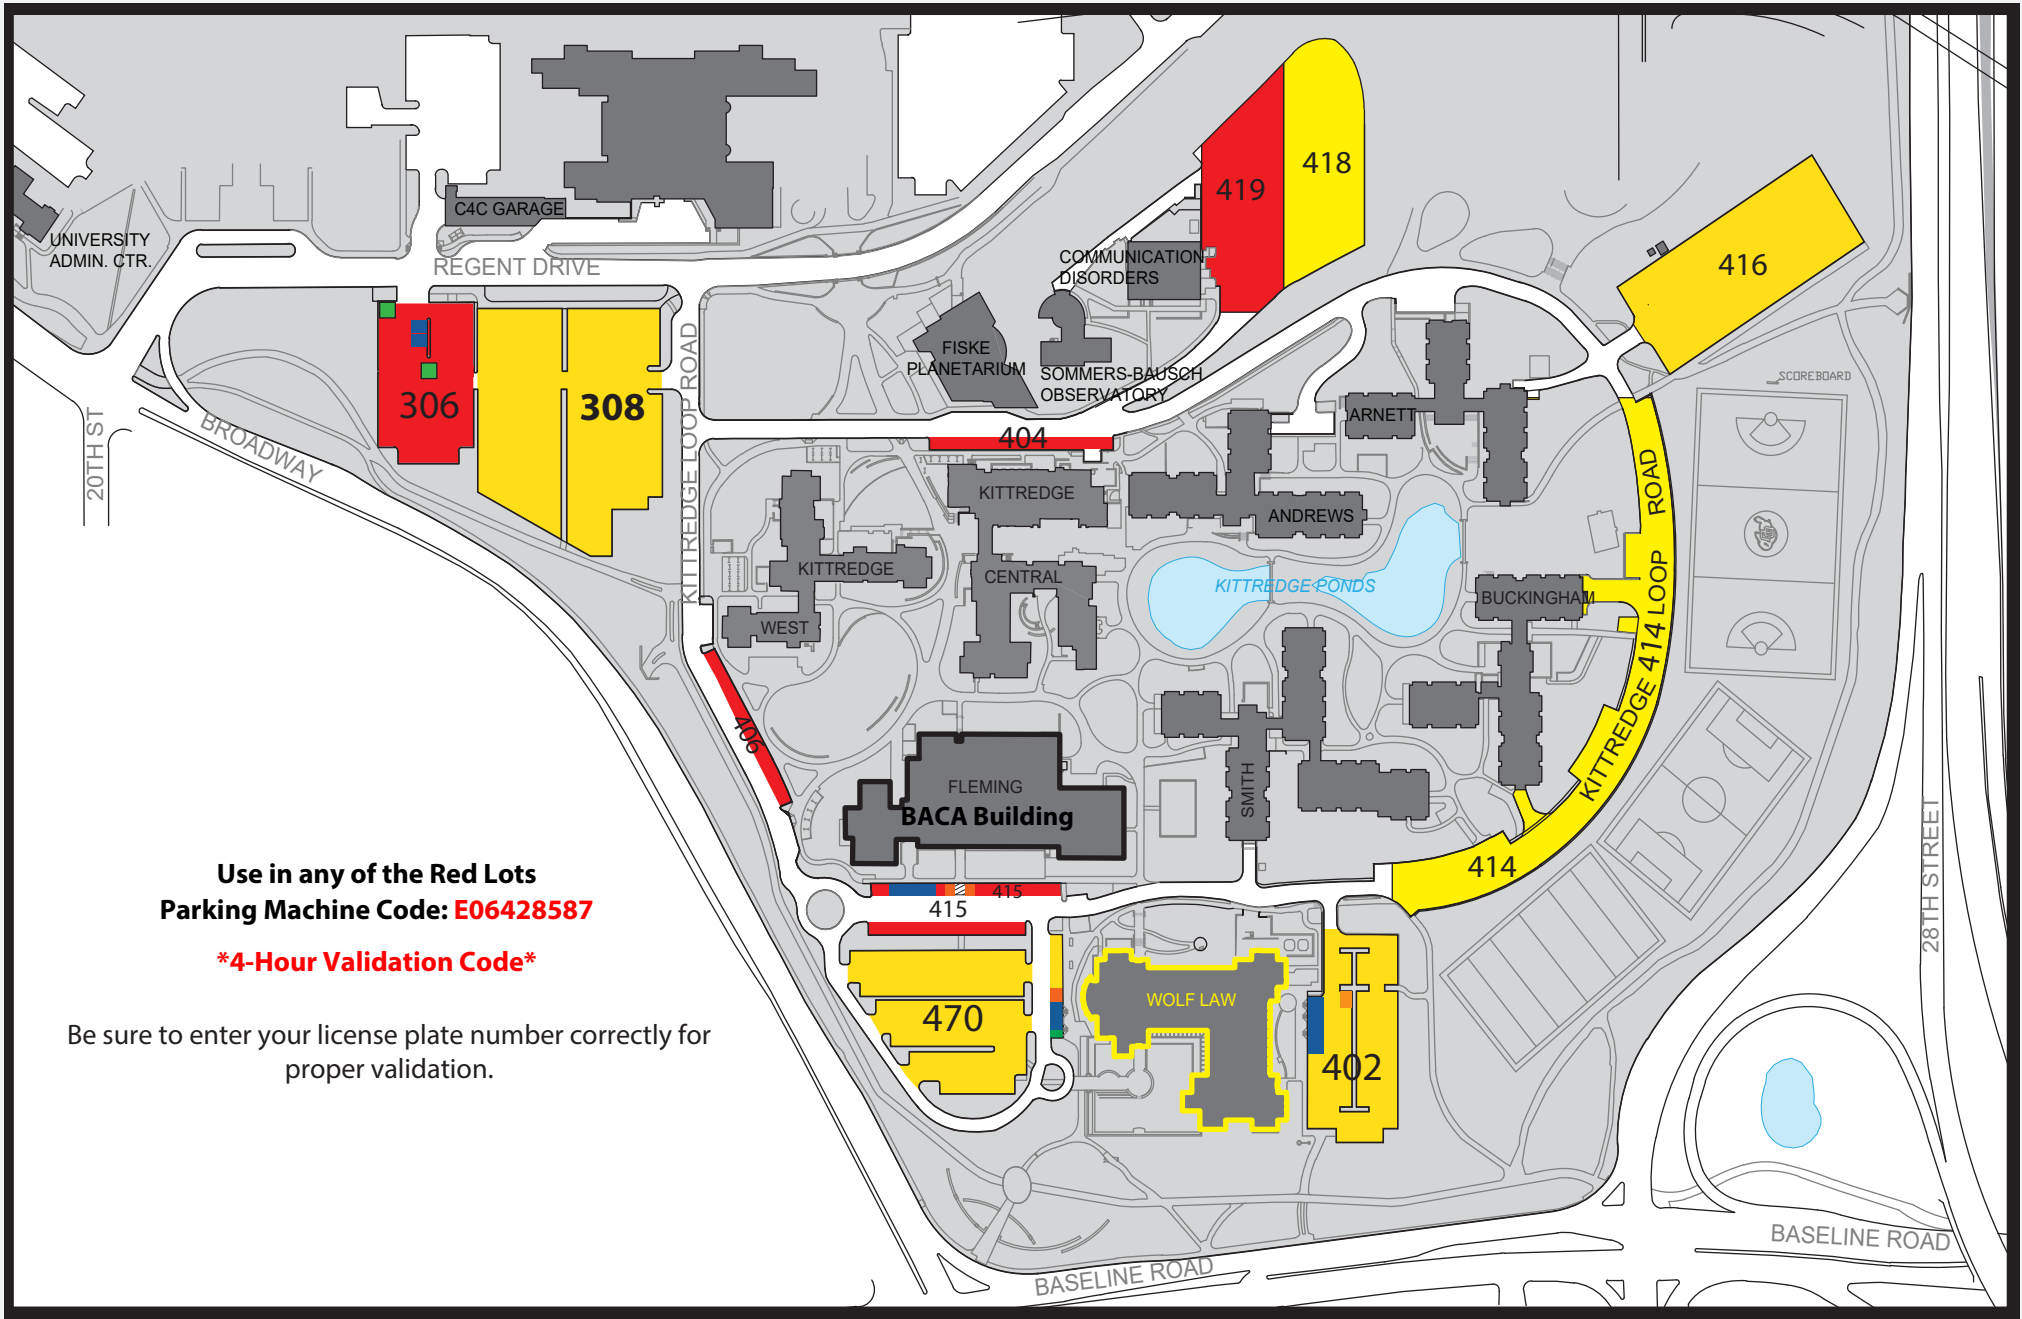 C4C GARAGE
UNIVERSITY
ADMIN. CTR.
REGENT DRIVE
COMMUNICATION
DISORDERS
419
418
416
306
308
KITTREDGE LOOP ROAD
FISKE
PLANETARIUM
SOMMERS-BAUSCH
OBSERVATORY
SCOREBOARD
20TH ST
BROADWAY
404
ARNETT
KITTREDGE
ANDREWS
KITTREDGE
WEST
CENTRAL
KITTREDGE PONDS
BUCKINGHAM
KITTREDGE 414 LOOP ROAD
406
FLEMING
BACA Building
SMITH
414
28TH STREET
415
415
Use in any of the Red Lots
Parking Machine Code: E06428587
*4-Hour Validation Code*
Be sure to enter your license plate number correctly for
proper validation.
470
WOLF LAW
402
BASELINE ROAD
BASELINE ROAD